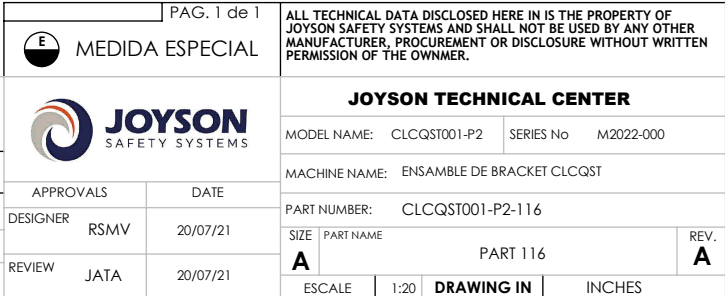 PAG. 1 de 1
E
MEDIDA ESPECIAL
ALL TECHNICAL DATA DISCLOSED HERE IN IS THE PROPERTY OF
JOYSON SAFETY SYSTEMS AND SHALL NOT BE USED BY ANY OTHER
MANUFACTURER, PROCUREMENT OR DISCLOSURE WITHOUT WRITTEN
PERMISSION OF THE OWNMER.
JOYSON
SAFETY SYSTEMS
JOYSON TECHNICAL CENTER
MODEL NAME: CLCQST001-P2 SERIES No M2022-000
MACHINE NAME: ENSAMBLE DE BRACKET CLCQST
APPROVALS DATE
PART NUMBER: CLCQST001-P2-116
DESIGNER RSMV 20/07/21
SIZE PART NAME REV.
A PART 116 A
REVIEW JATA 20/07/21
ESCALE 1:20 DRAWING IN INCHES